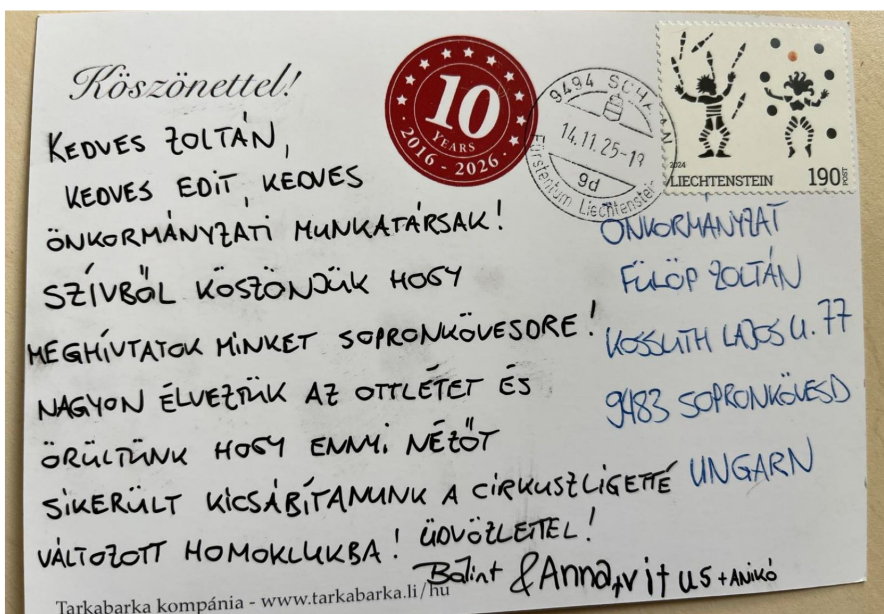 Köszönettel!
10
YEARS
2016 - 2026
9494 SCHAAN
14.11.25-19
9d
Fürstentum Liechtenstein
2024
LIECHTENSTEIN 190 POST
KEDVES ZOLTÁN,
KEDVES EDIT, KEDVES
ÖNKORMÁNYZATI MUNKATÁRSAK!
SZÍVBŐL KÖSZÖNJÜK HOGY
MEGHÍVTATOK MINKET SOPRONKÖVESDRE!
NAGYON ÉLVEZTÜK AZ OTTLÉTET ÉS
ÖRÜLTÜNK HOGY ENNYI NÉZŐT
SIKERÜLT KICSÁBÍTANUNK A CIRKUSZLIGETTÉ
VÁLTOZOTT HOMOKLUKBA! ÜDVÖZLETTEL!
Bálint & Anna, + vitus + ANIKÓ
ÖNKORMÁNYZAT
FÜLÖP ZOLTÁN
KOSSUTH LAJOS U. 77
9483 SOPRONKÖVESD
UNGARN
Tarkabarka kompánia - www.tarkabarka.li/hu